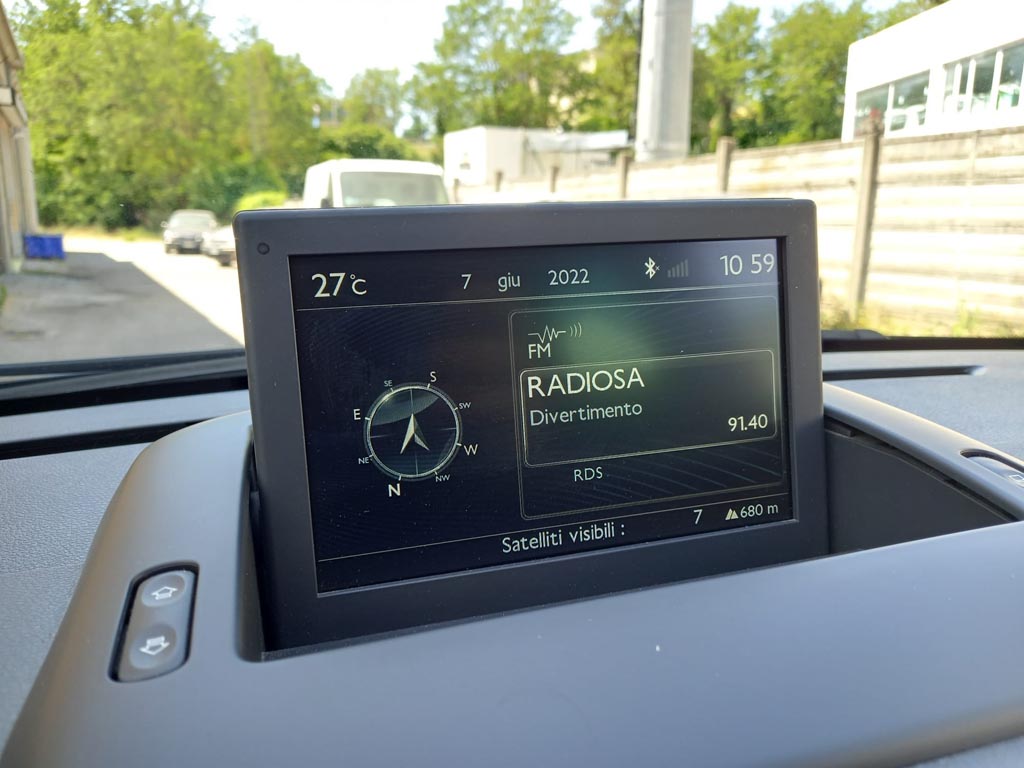 27°C 7 giu 2022 10 59
FM
RADIOSA
Divertimento
91.40
RDS
S
SE
SW
E
W
NE
NW
N
Satelliti visibili : 7 680 m